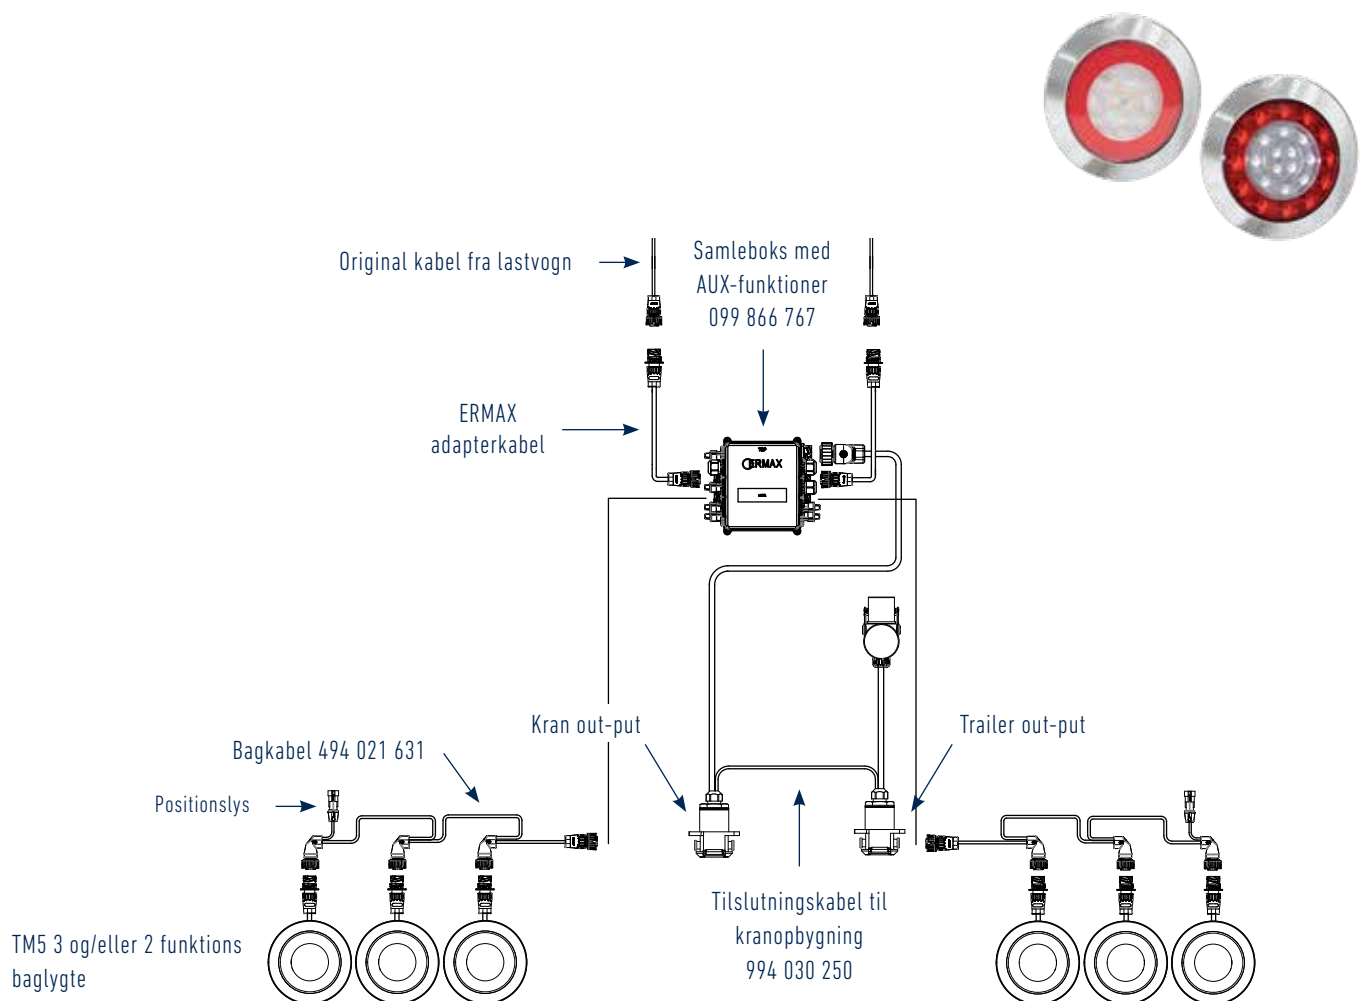 Original kabel fra lastvogn
Samleboks med
AUX-funktioner
099 866 767
ERMAX
adapterkabel
TOP
ERMAX
Kran out-put
Trailer out-put
Bagkabel 494 021 631
Positionslys
Tilslutningskabel til
kranopbygning
994 030 250
TM5 3 og/eller 2 funktions
baglygte